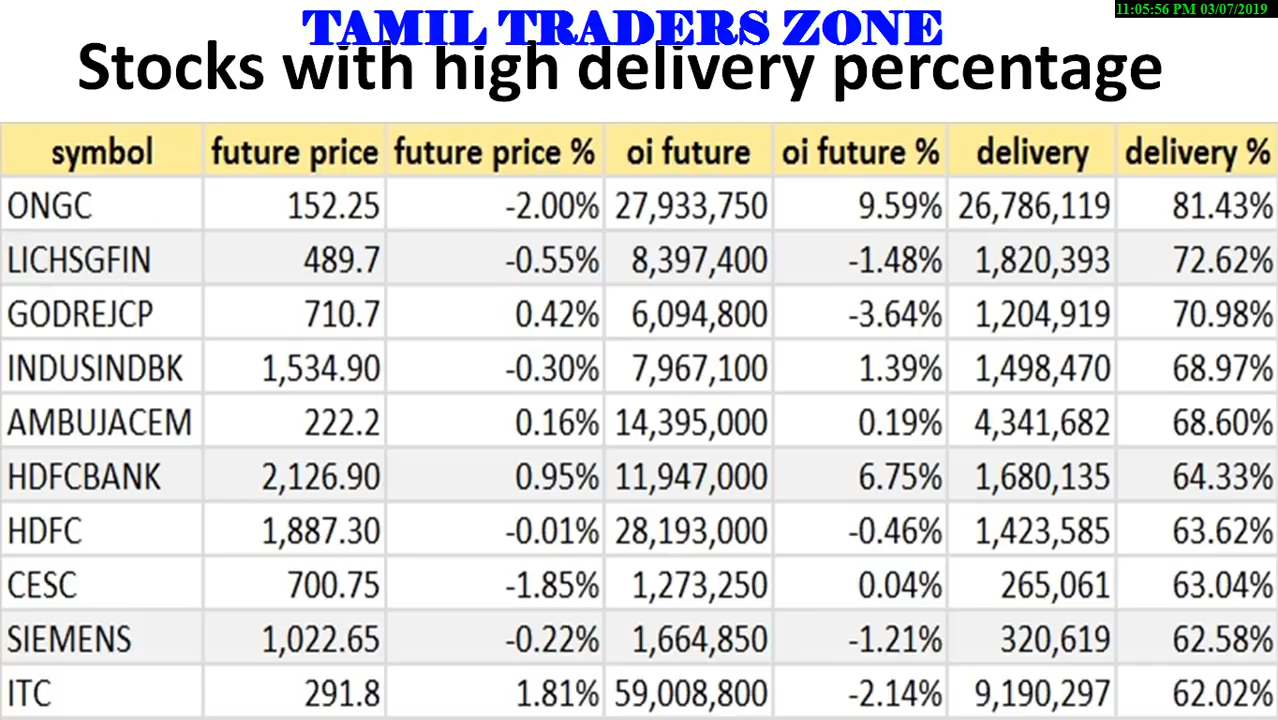 11:05:56 PM 03/07/2019
TAMIL TRADERS ZONE
Stocks with high delivery percentage
symbol future price future price % oi future oi future % delivery delivery %
ONGC 152.25 -2.00% 27,933,750 9.59% 26,786,119 81.43%
LICHSGFIN 489.7 -0.55% 8,397,400 -1.48% 1,820,393 72.62%
GODREJCP 710.7 0.42% 6,094,800 -3.64% 1,204,919 70.98%
INDUSINDBK 1,534.90 -0.30% 7,967,100 1.39% 1,498,470 68.97%
AMBUJACEM 222.2 0.16% 14,395,000 0.19% 4,341,682 68.60%
HDFCBANK 2,126.90 0.95% 11,947,000 6.75% 1,680,135 64.33%
HDFC 1,887.30 -0.01% 28,193,000 -0.46% 1,423,585 63.62%
CESC 700.75 -1.85% 1,273,250 0.04% 265,061 63.04%
SIEMENS 1,022.65 -0.22% 1,664,850 -1.21% 320,619 62.58%
ITC 291.8 1.81% 59,008,800 -2.14% 9,190,297 62.02%